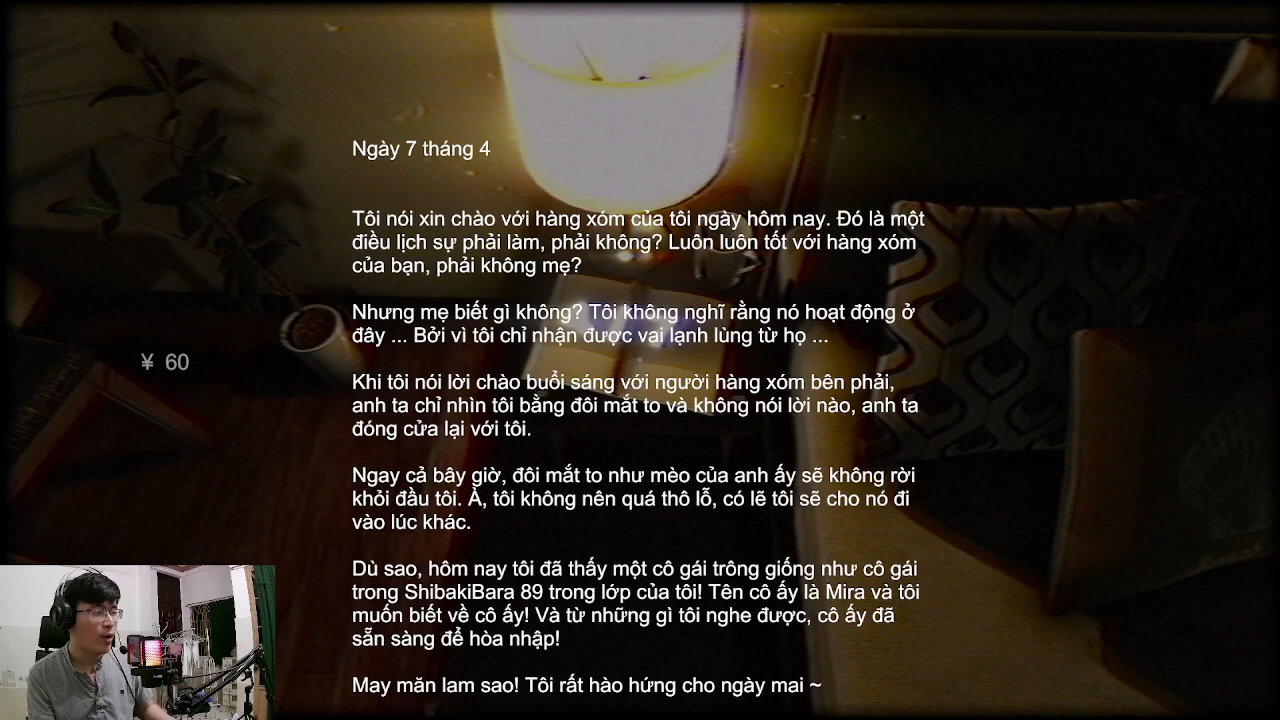 Ngày 7 tháng 4
Tôi nói xin chào với hàng xóm của tôi ngày hôm nay. Đó là một
điều lịch sự phải làm, phải không? Luôn luôn tốt với hàng xóm
của bạn, phải không mẹ?
Nhưng mẹ biết gì không? Tôi không nghĩ rằng nó hoạt động ở
đây ... Bởi vì tôi chỉ nhận được vai lạnh lùng từ họ ...
¥ 60
Khi tôi nói lời chào buổi sáng với người hàng xóm bên phải,
anh ta chỉ nhìn tôi bằng đôi mắt to và không nói lời nào, anh ta
đóng cửa lại với tôi.
Ngay cả bây giờ, đôi mắt to như mèo của anh ấy sẽ không rời
khỏi đầu tôi. À, tôi không nên quá thô lỗ, có lẽ tôi sẽ cho nó đi
vào lúc khác.
Dù sao, hôm nay tôi đã thấy một cô gái trông giống như cô gái
trong ShibakiBara 89 trong lớp của tôi! Tên cô ấy là Mira và tôi
muốn biết về cô ấy! Và từ những gì tôi nghe được, cô ấy đã
sẵn sàng để hòa nhập!
May măn lam sao! Tôi rất hào hứng cho ngày mai ~